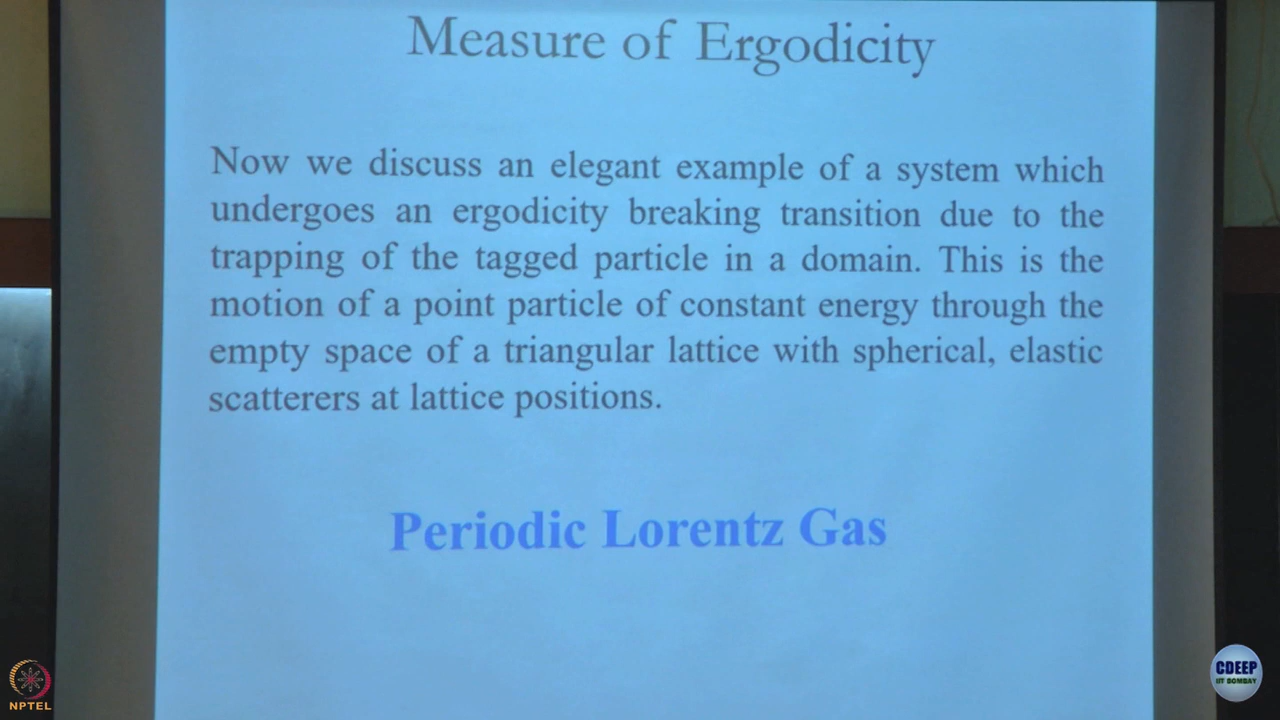 Measure of Ergodicity
Now we discuss an elegant example of a system which
undergoes an ergodicity breaking transition due to the
trapping of the tagged particle in a domain. This is the
motion of a point particle of constant energy through the
empty space of a triangular lattice with spherical, elastic
scatterers at lattice positions.
Periodic Lorentz Gas
NPTEL
CDEEP
IIT BOMBAY